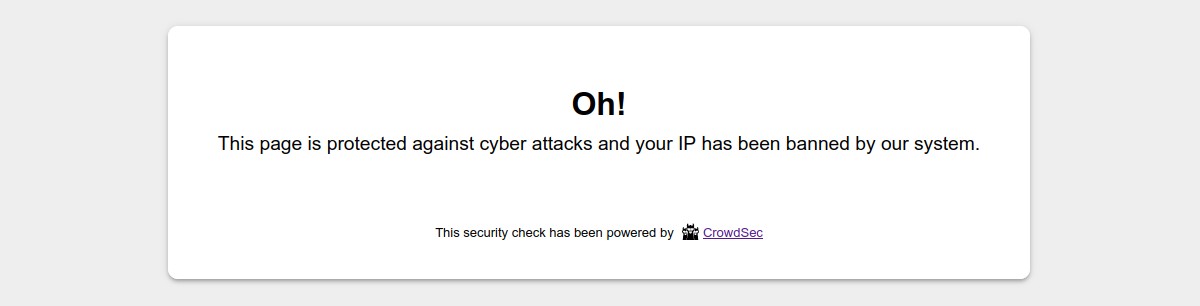 Oh!
This page is protected against cyber attacks and your IP has been banned by our system.
This security check has been powered by CrowdSec